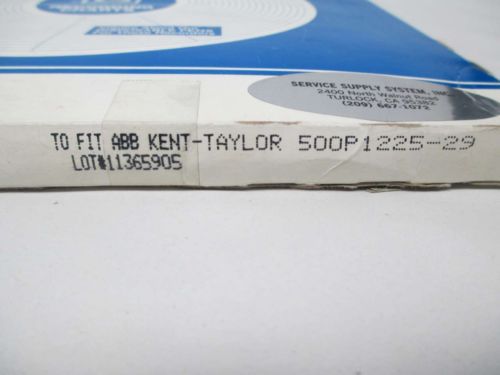 SERVICE SUPPLY SYSTEM, INC.
2400 North Walnut Road
TURLOCK, CA 95382
(209) 667-1072
TO FIT ABB KENT-TAYLOR 500P1225-29
LOT#11365905